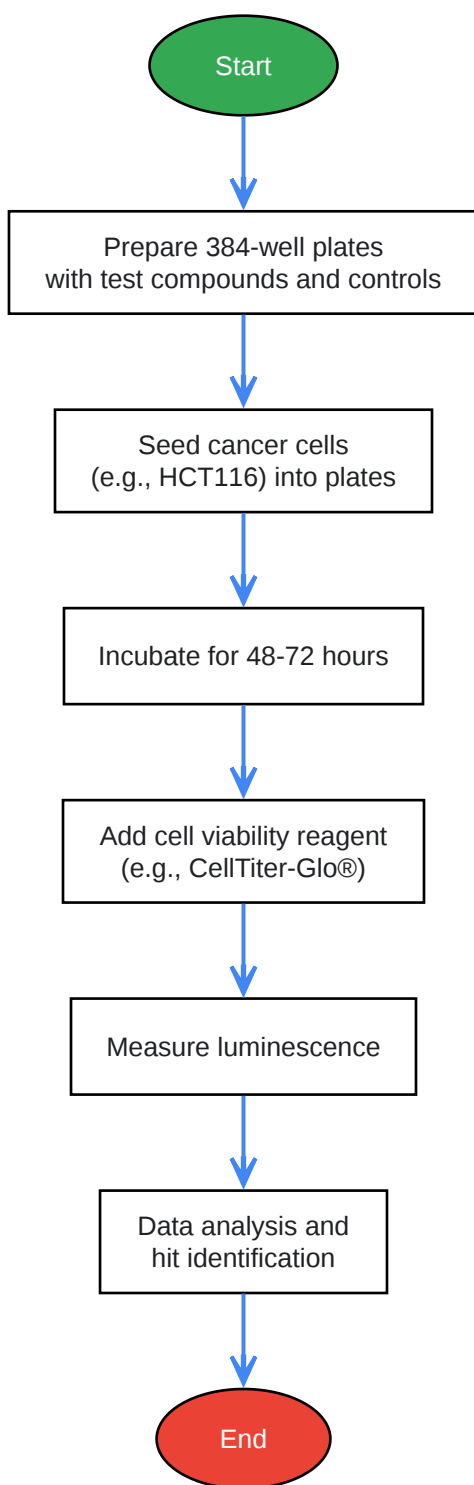 Start
Prepare 384-well plates
with test compounds and controls
Seed cancer cells
(e.g., HCT116) into plates
Incubate for 48-72 hours
Add cell viability reagent
(e.g., CellTiter-Glo®)
Measure luminescence
Data analysis and
hit identification
End